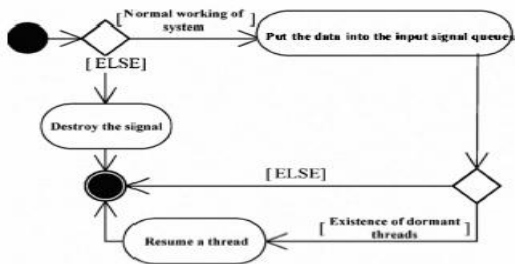 [ Normal working of ]
system
Put the data into the input signal queues
[ ELSE]
Destroy the signal
[ ELSE]
[ Existence of dormant ]
threads
Resume a thread